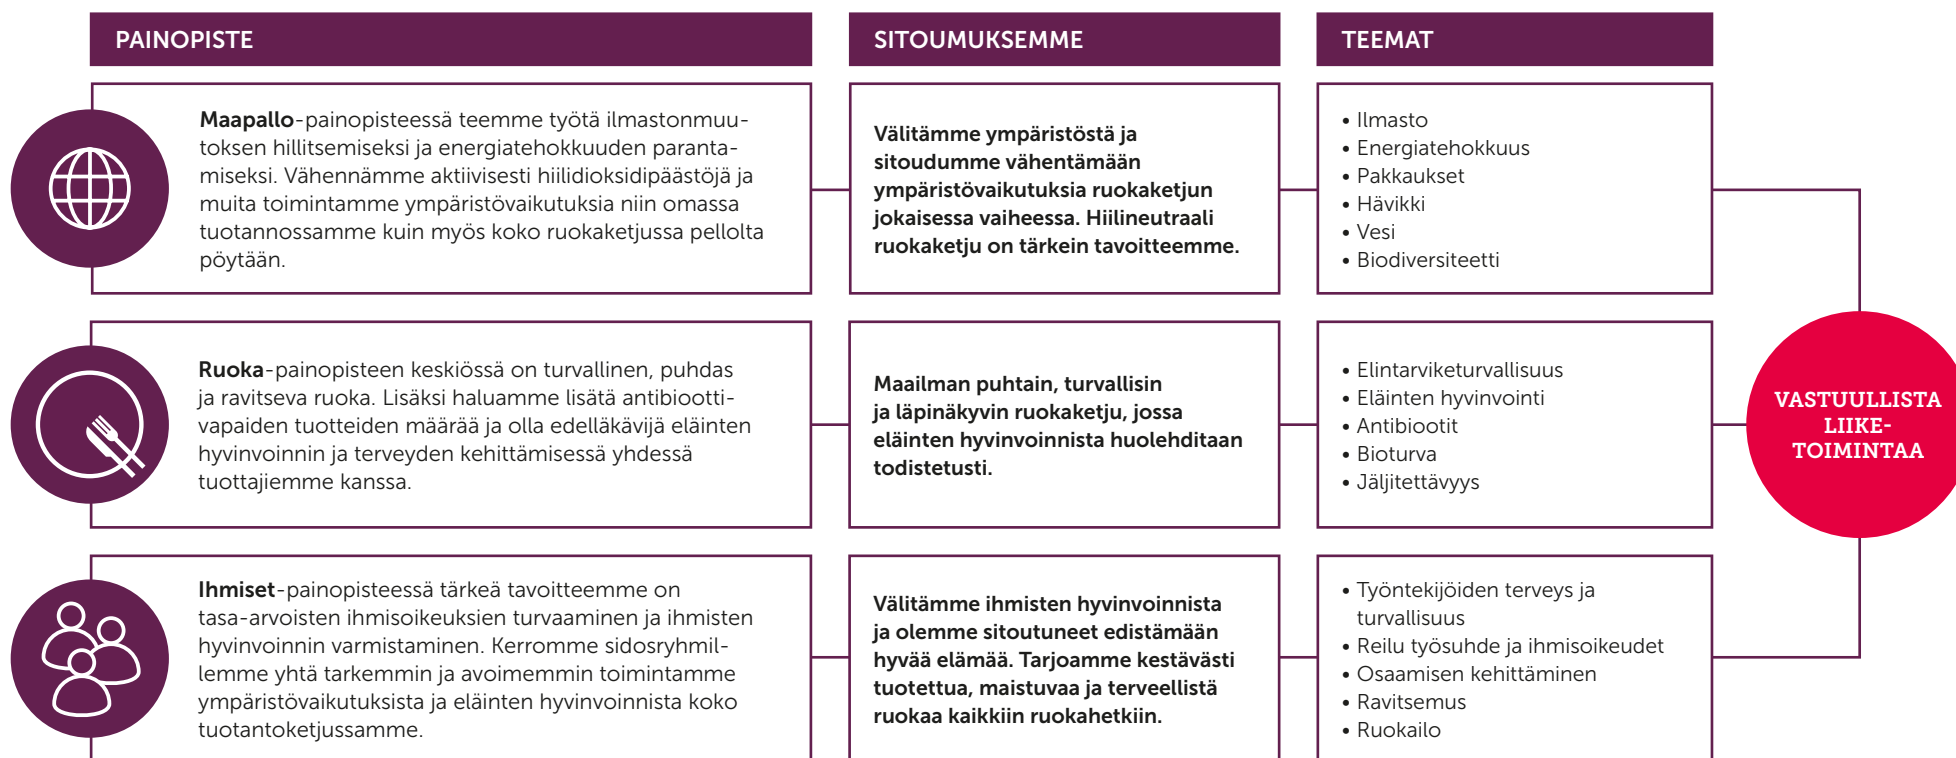 PAINOPISTE
SITOUMUKSEMME
TEEMAT
Maapallo-painopisteessä teemme työtä ilmastonmuu-
toksen hillitsemiseksi ja energiatehokkuuden paranta-
miseksi. Vähennämme aktiivisesti hiilidioksidipäästöjä ja
muita toimintamme ympäristövaikutuksia niin omassa
tuotannossamme kuin myös koko ruokaketjussa pellolta
pöytään.
Välitämme ympäristöstä ja
sitoudumme vähentämään
ympäristövaikutuksia ruokaketjun
jokaisessa vaiheessa. Hiilineutraali
ruokaketju on tärkein tavoitteemme.
• Ilmasto
• Energiatehokkuus
• Pakkaukset
• Hävikki
• Vesi
• Biodiversiteetti
Ruoka-painopisteen keskiössä on turvallinen, puhdas
ja ravitseva ruoka. Lisäksi haluamme lisätä antibiootti-
vapaiden tuotteiden määrää ja olla edelläkävijä eläinten
hyvinvoinnin ja terveyden kehittämisessä yhdessä
tuottajiemme kanssa.
Maailman puhtain, turvallisin
ja läpinäkyvin ruokaketju, jossa
eläinten hyvinvoinnista huolehditaan
todistetusti.
• Elintarviketurvallisuus
• Eläinten hyvinvointi
• Antibiootit
• Bioturva
• Jäljitettävyys
Ihmiset-painopisteessä tärkeä tavoitteemme on
tasa-arvoisten ihmisoikeuksien turvaaminen ja ihmisten
hyvinvoinnin varmistaminen. Kerromme sidosryhmil-
lemme yhtä tarkemmin ja avoimemmin toimintamme
ympäristövaikutuksista ja eläinten hyvinvoinnista koko
tuotantoketjussamme.
Välitämme ihmisten hyvinvoinnista
ja olemme sitoutuneet edistämään
hyvää elämää. Tarjoamme kestävästi
tuotettua, maistuvaa ja terveellistä
ruokaa kaikkiin ruokahetkiin.
• Työntekijöiden terveys ja
turvallisuus
• Reilu työsuhde ja ihmisoikeudet
• Osaamisen kehittäminen
• Ravitsemus
• Ruokailo
VASTUULLISTA
LIIKE-
TOIMINTAA